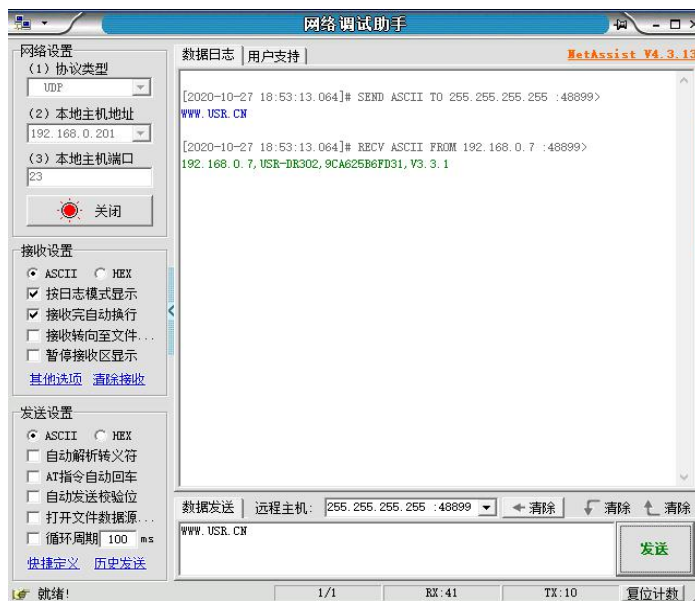 网络调试助手
网络设置
(1) 协议类型
UDP
(2) 本地主机地址
192.168.0.201
(3) 本地主机端口
23
关闭
接收设置
ASCII HEX
按日志模式显示
接收完自动换行
接收转向至文件...
暂停接收区显示
其他选项 清除接收
发送设置
ASCII HEX
自动解析转义符
AT指令自动回车
自动发送校验位
打开文件数据源...
循环周期 100 ms
快捷定义 历史发送
数据日志 用户支持 NetAssist V4.3.13
[2020-10-27 18:53:13.064]# SEND ASCII TO 255.255.255.255 :48899>
WWW.USR.CN
[2020-10-27 18:53:13.064]# RECV ASCII FROM 192.168.0.7 :48899>
192.168.0.7,USR-DR302,9CA625B6FD31,V3.3.1
数据发送 远程主机: 255.255.255.255 :48899 清除 清除 清除
WWW.USR.CN
发送
就绪! 1/1 RX:41 TX:10 复位计数